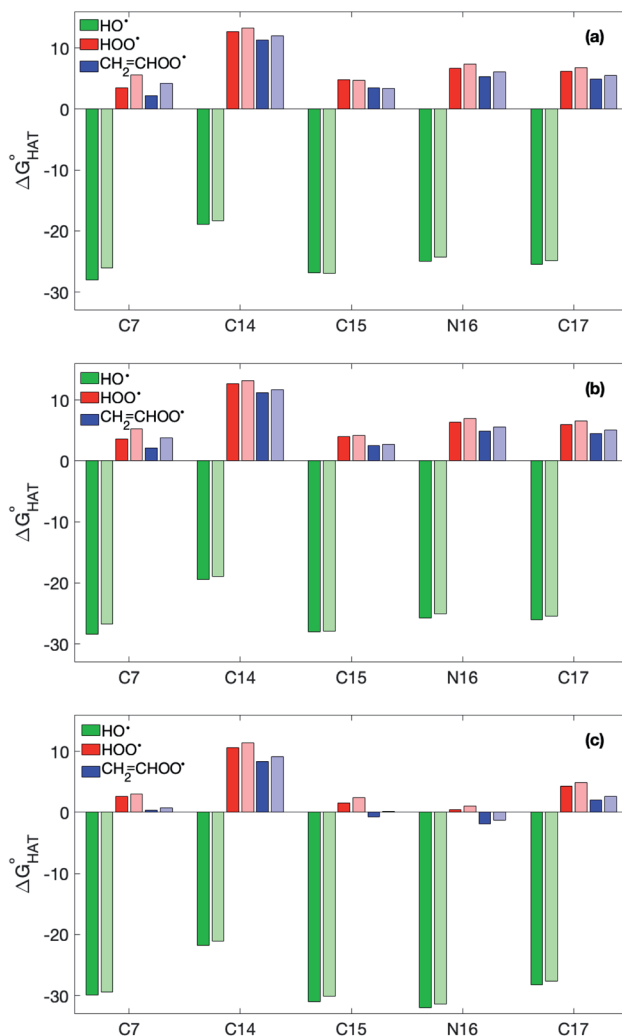 (a)
HO•
HOO•
CH2=CHOO•
10
0
-10
-20
-30
ΔG°HAT
C7 C14 C15 N16 C17
(b)
HO•
HOO•
CH2=CHOO•
10
0
-10
-20
-30
ΔG°HAT
C7 C14 C15 N16 C17
(c)
HO•
HOO•
CH2=CHOO•
10
0
-10
-20
-30
ΔG°HAT
C7 C14 C15 N16 C17